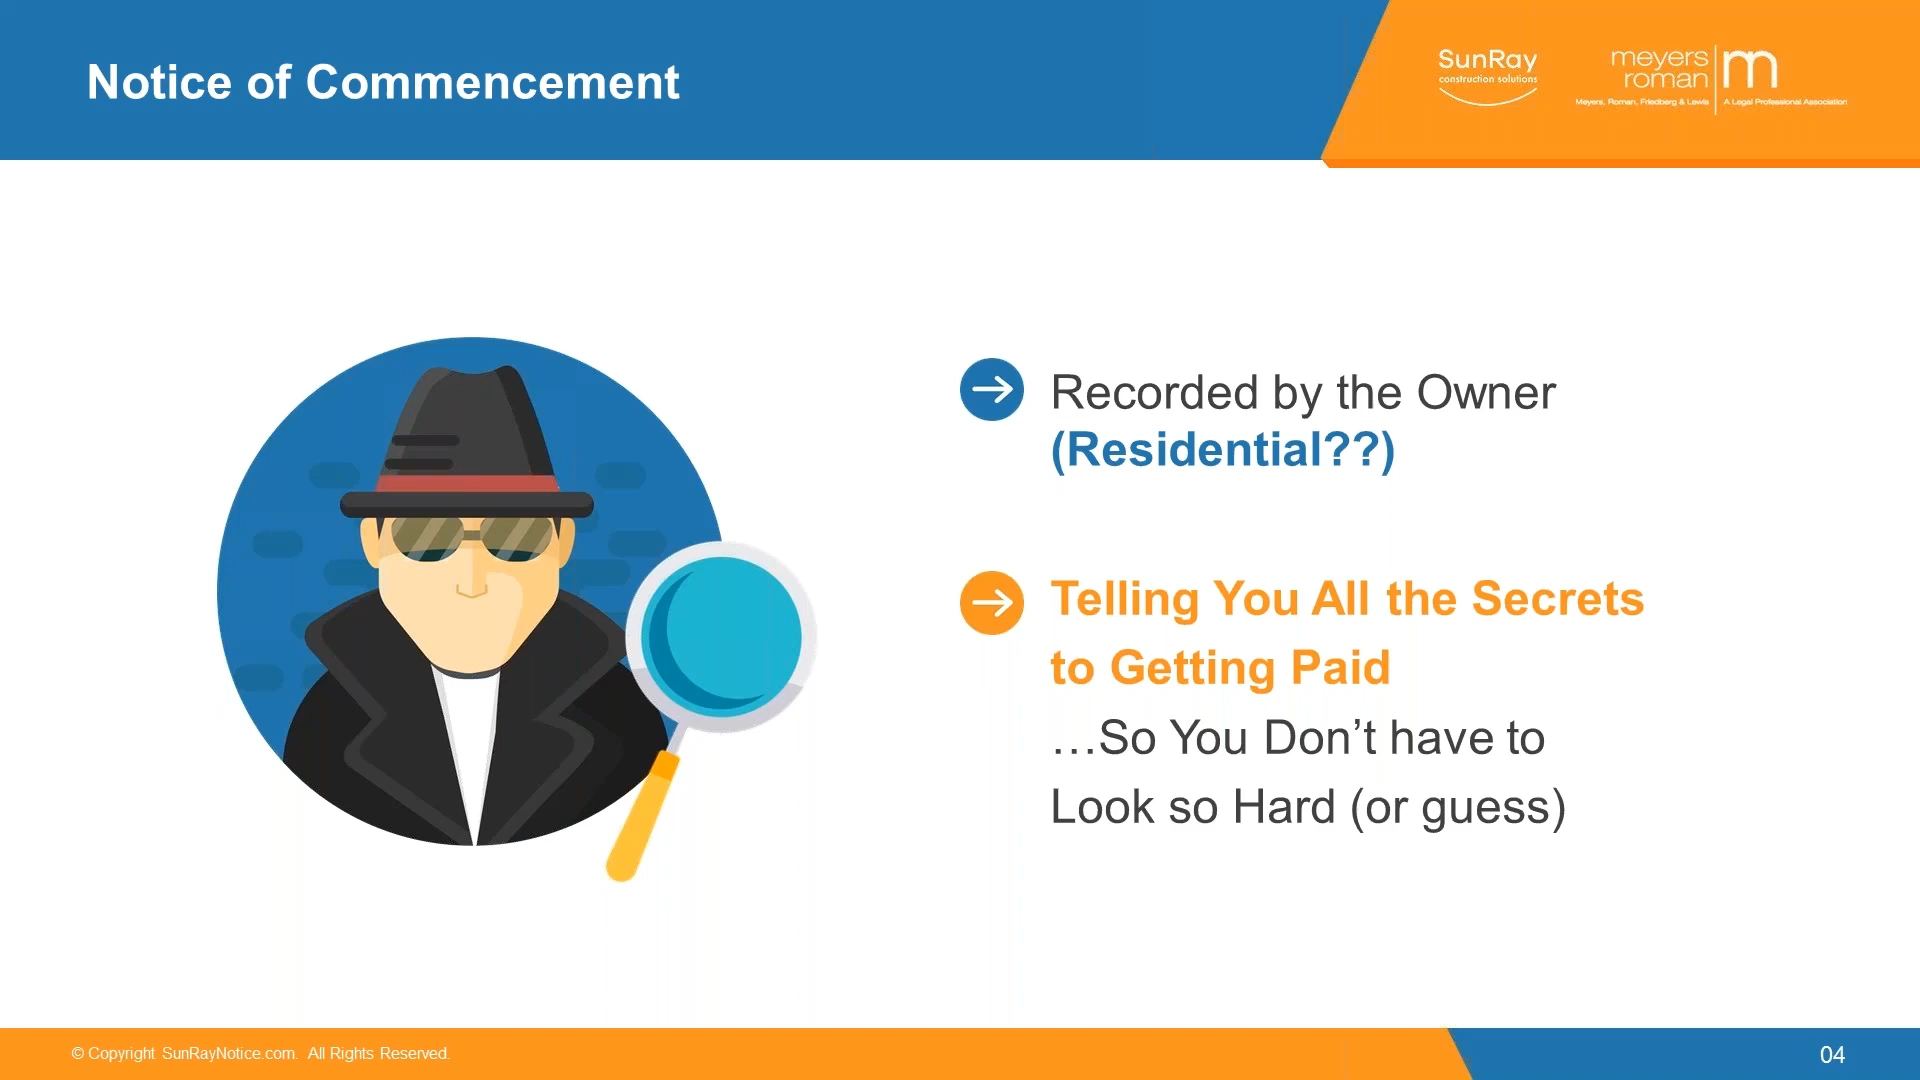 Notice of Commencement
SunRay
construction solutions
meyers
roman
m
Meyers, Roman, Friedberg & Lewis
A Legal Professional Association
Recorded by the Owner
(Residential??)
Telling You All the Secrets
to Getting Paid
…So You Don’t have to
Look so Hard (or guess)
© Copyright SunRayNotice.com. All Rights Reserved.
04